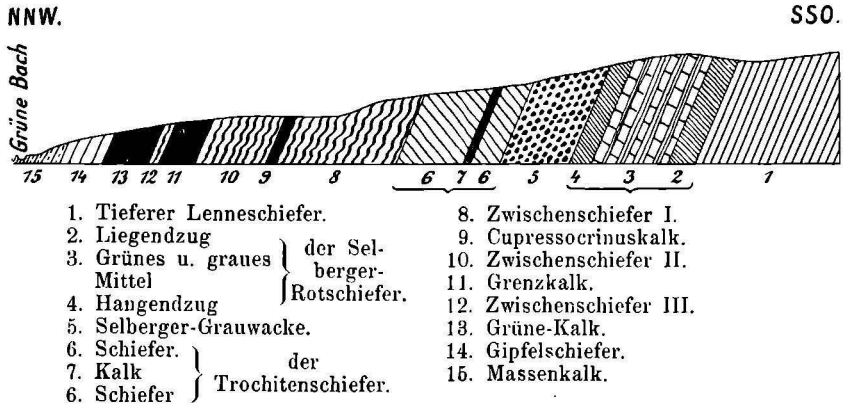 NNW. SSO.
Grüne Bach
15 14 13 12 11 10 9 8 6 7 6 5 4 3 2 1
1. Tieferer Lenneschiefer.
2. Liegendzug
3. Grünes u. graues
Mittel
4. Hangendzug
der Sel-
berger-
Rotschiefer.
5. Selberger-Grauwacke.
6. Schiefer.
7. Kalk
6. Schiefer
der
Trochitenschiefer.
8. Zwischenschiefer I.
9. Cupressocrinuskalk.
10. Zwischenschiefer II.
11. Grenzkalk.
12. Zwischenschiefer III.
13. Grüne-Kalk.
14. Gipfelschiefer.
15. Massenkalk.